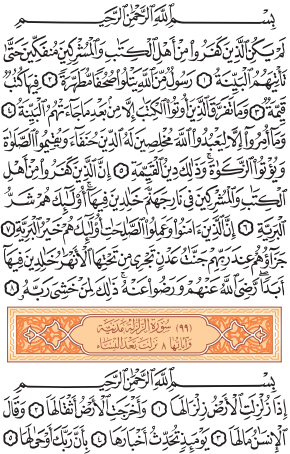 بِسْمِ ٱللَّهِ ٱلرَّحْمَٰنِ ٱلرَّحِيمِ
لَمْ يَكُنِ ٱلَّذِينَ كَفَرُوا۟ مِنْ أَهْلِ ٱلْكِتَٰبِ وَٱلْمُشْرِكِينَ مُنفَكِّينَ حَتَّىٰ
تَأْتِيَهُمُ ٱلْبَيِّنَةُ ١ رَسُولٌ مِّنَ ٱللَّهِ يَتْلُوا۟ صُحُفًا مُّطَهَّرَةً ٢ فِيهَا كُتُبٌ
قَيِّمَةٌ ٣ وَمَا تَفَرَّقَ ٱلَّذِينَ أُوتُوا۟ ٱلْكِتَٰبَ إِلَّا مِنۢ بَعْدِ مَا جَآءَتْهُمُ ٱلْبَيِّنَةُ ٤
وَمَآ أُمِرُوٓا۟ إِلَّا لِيَعْبُدُوا۟ ٱللَّهَ مُخْلِصِينَ لَهُ ٱلدِّينَ حُنَفَآءَ وَيُقِيمُوا۟ ٱلصَّلَوٰةَ
وَيُؤْتُوا۟ ٱلزَّكَوٰةَ ۚ وَذَٰلِكَ دِينُ ٱلْقَيِّمَةِ ٥ إِنَّ ٱلَّذِينَ كَفَرُوا۟ مِنْ أَهْلِ
ٱلْكِتَٰبِ وَٱلْمُشْرِكِينَ فِى نَارِ جَهَنَّمَ خَٰلِدِينَ فِيهَآ ۚ أُو۟لَٰٓئِكَ هُمْ شَرُّ
ٱلْبَرِيَّةِ ٦ إِنَّ ٱلَّذِينَ ءَامَنُوا۟ وَعَمِلُوا۟ ٱلصَّٰلِحَٰتِ أُو۟لَٰٓئِكَ هُمْ خَيْرُ ٱلْبَرِيَّةِ ٧
جَزَآؤُهُمْ عِندَ رَبِّهِمْ جَنَّٰتُ عَدْنٍ تَجْرِى مِن تَحْتِهَا ٱلْأَنْهَٰرُ خَٰلِدِينَ فِيهَآ
أَبَدًا ۖ رَّضِىَ ٱللَّهُ عَنْهُمْ وَرَضُوا۟ عَنْهُ ۚ ذَٰلِكَ لِمَنْ خَشِىَ رَبَّهُۥ ٨
(٩٩) سُورَةُ الزَّلْزَلَةِ مَدَنِيَّة
وَآيَاتُهَا ٨ نَزَلَتْ بَعْدَ النِّسَاء
بِسْمِ ٱللَّهِ ٱلرَّحْمَٰنِ ٱلرَّحِيمِ
إِذَا زُلْزِلَتِ ٱلْأَرْضُ زِلْزَالَهَا ١ وَأَخْرَجَتِ ٱلْأَرْضُ أَثْقَالَهَا ٢ وَقَالَ
ٱلْإِنسَٰنُ مَا لَهَا ٣ يَوْمَئِذٍ تُحَدِّثُ أَخْبَارَهَا ٤ بِأَنَّ رَبَّكَ أَوْحَىٰ لَهَا ٥